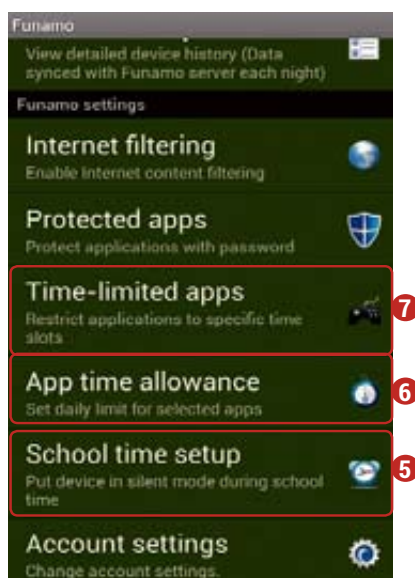 Funamo
View detailed device history (Data
synced with Funamo server each night)
Funamo settings
Internet filtering
Enable Internet content filtering
Protected apps
Protect applications with password
Time-limited apps
Restrict applications to specific time
slots
7
App time allowance
Set daily limit for selected apps
6
School time setup
Put device in silent mode during school
time
5
Account settings
Change account settings.